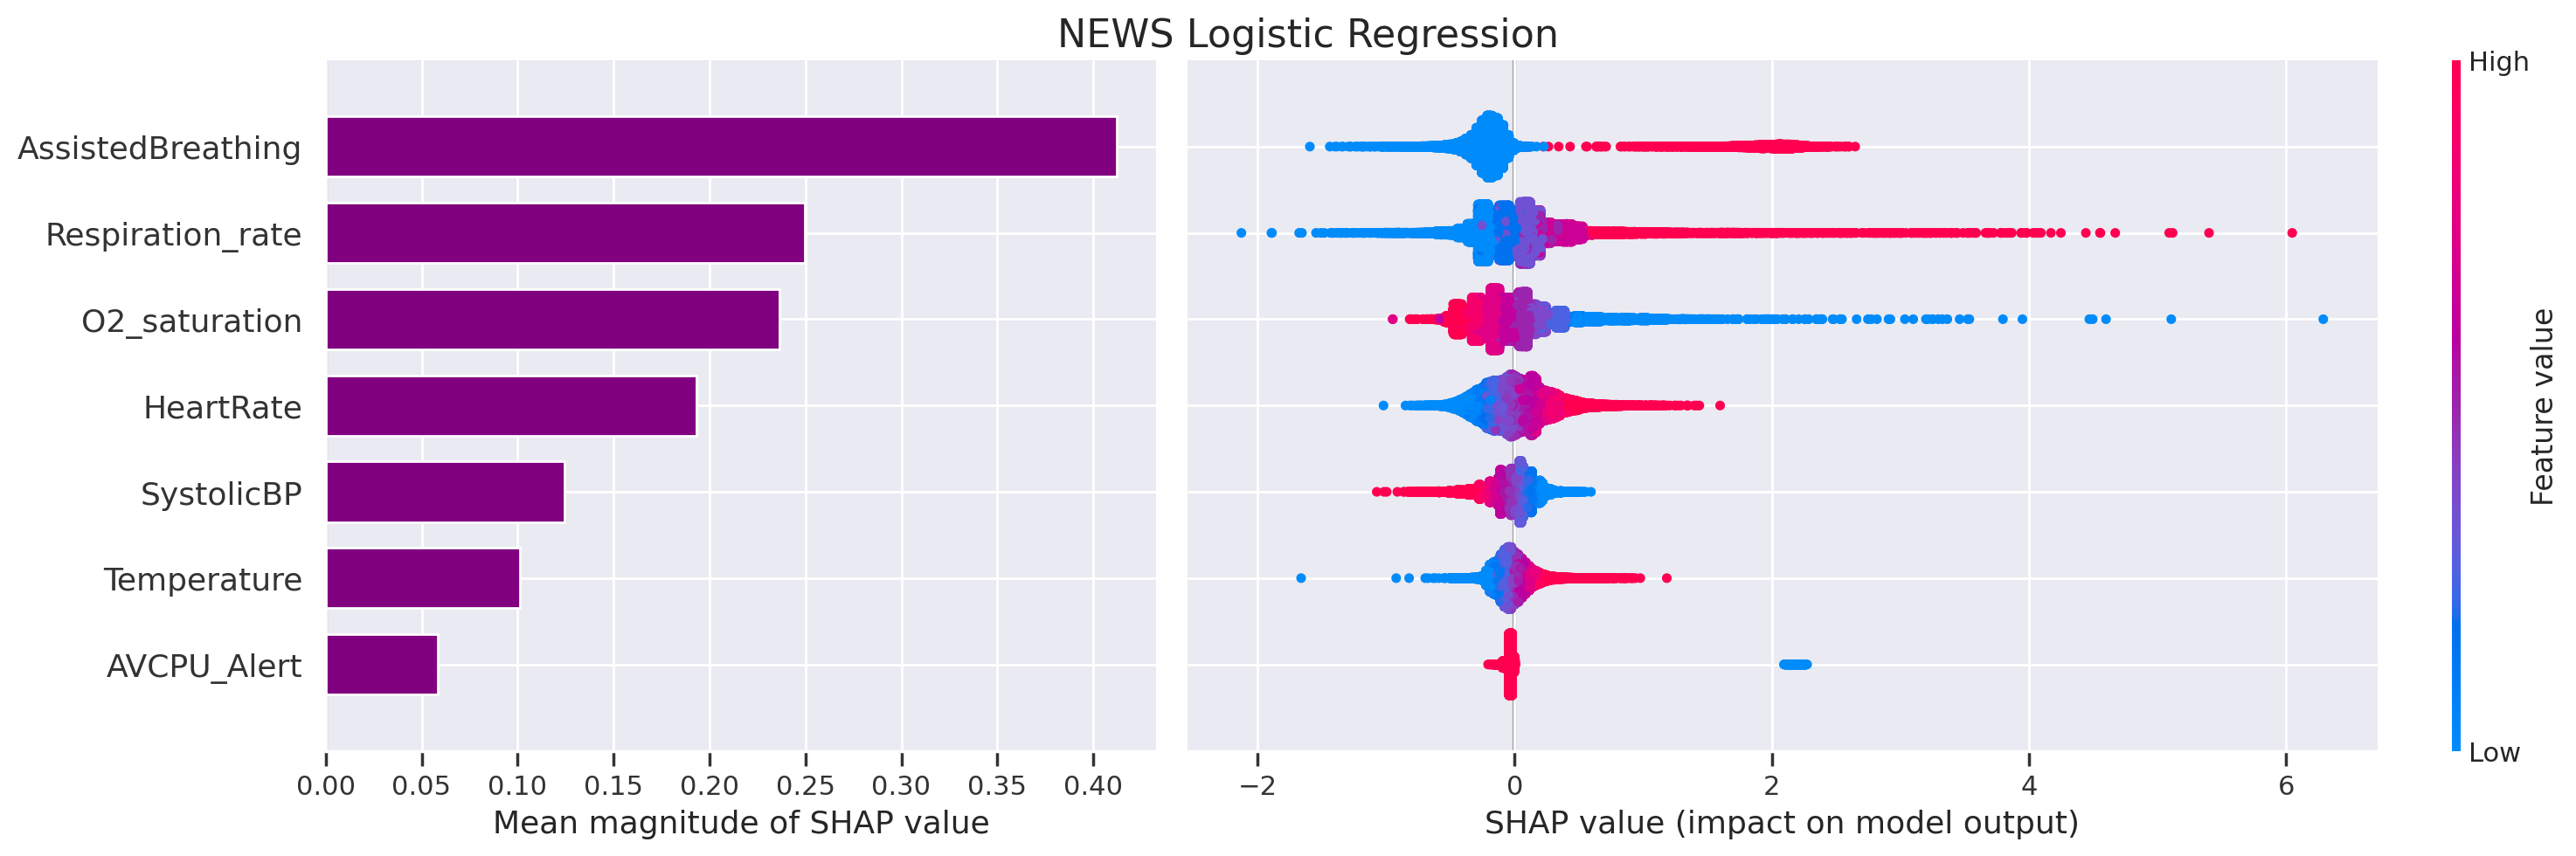 NEWS Logistic Regression
AssistedBreathing
Respiration_rate
O2_saturation
HeartRate
SystolicBP
Temperature
AVCPU_Alert
0.00 0.05 0.10 0.15 0.20 0.25 0.30 0.35 0.40
Mean magnitude of SHAP value
−2 0 2 4 6
SHAP value (impact on model output)
High
Feature value
Low